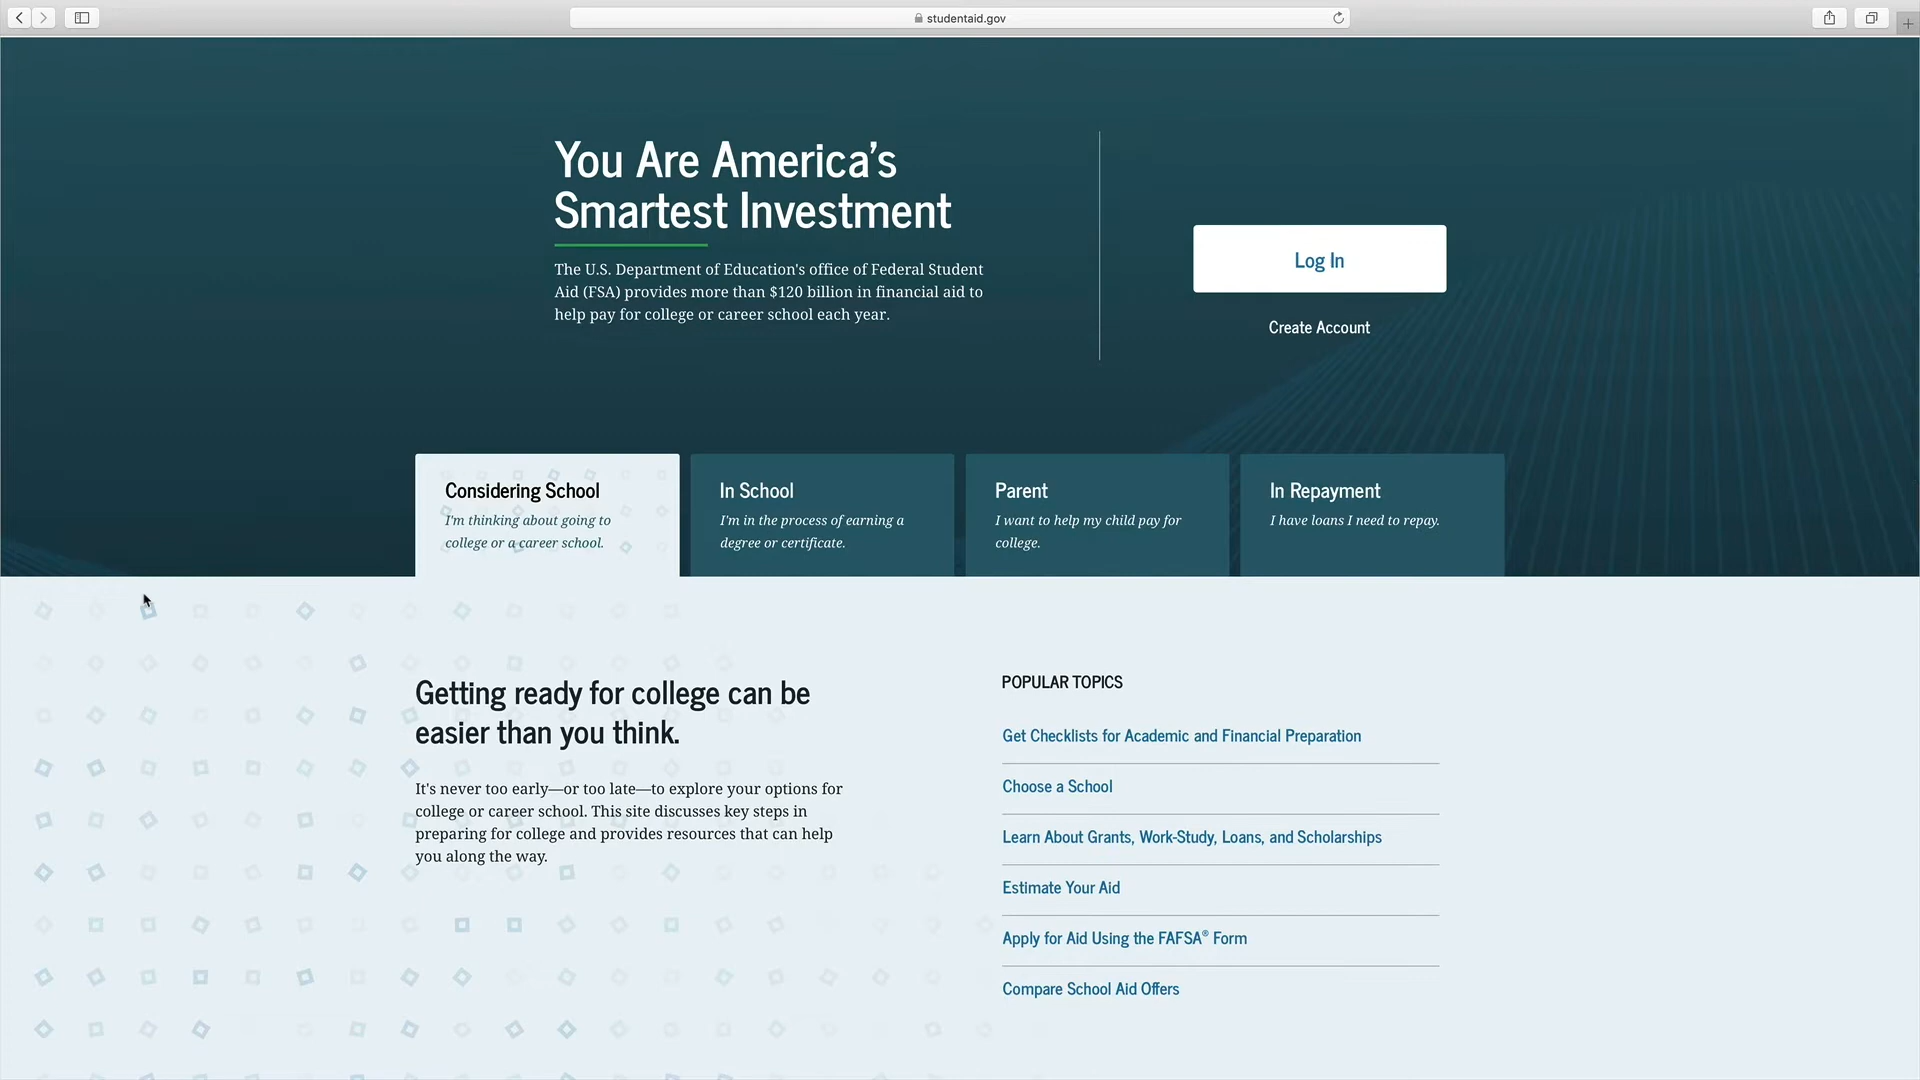 studentaid.gov
You Are America's
Smartest Investment
The U.S. Department of Education's office of Federal Student
Aid (FSA) provides more than $120 billion in financial aid to
help pay for college or career school each year.
Log In
Create Account
Considering School
I'm thinking about going to
college or a career school.
In School
I'm in the process of earning a
degree or certificate.
Parent
I want to help my child pay for
college.
In Repayment
I have loans I need to repay.
Getting ready for college can be
easier than you think.
It's never too early—or too late—to explore your options for
college or career school. This site discusses key steps in
preparing for college and provides resources that can help
you along the way.
POPULAR TOPICS
Get Checklists for Academic and Financial Preparation
Choose a School
Learn About Grants, Work-Study, Loans, and Scholarships
Estimate Your Aid
Apply for Aid Using the FAFSA® Form
Compare School Aid Offers